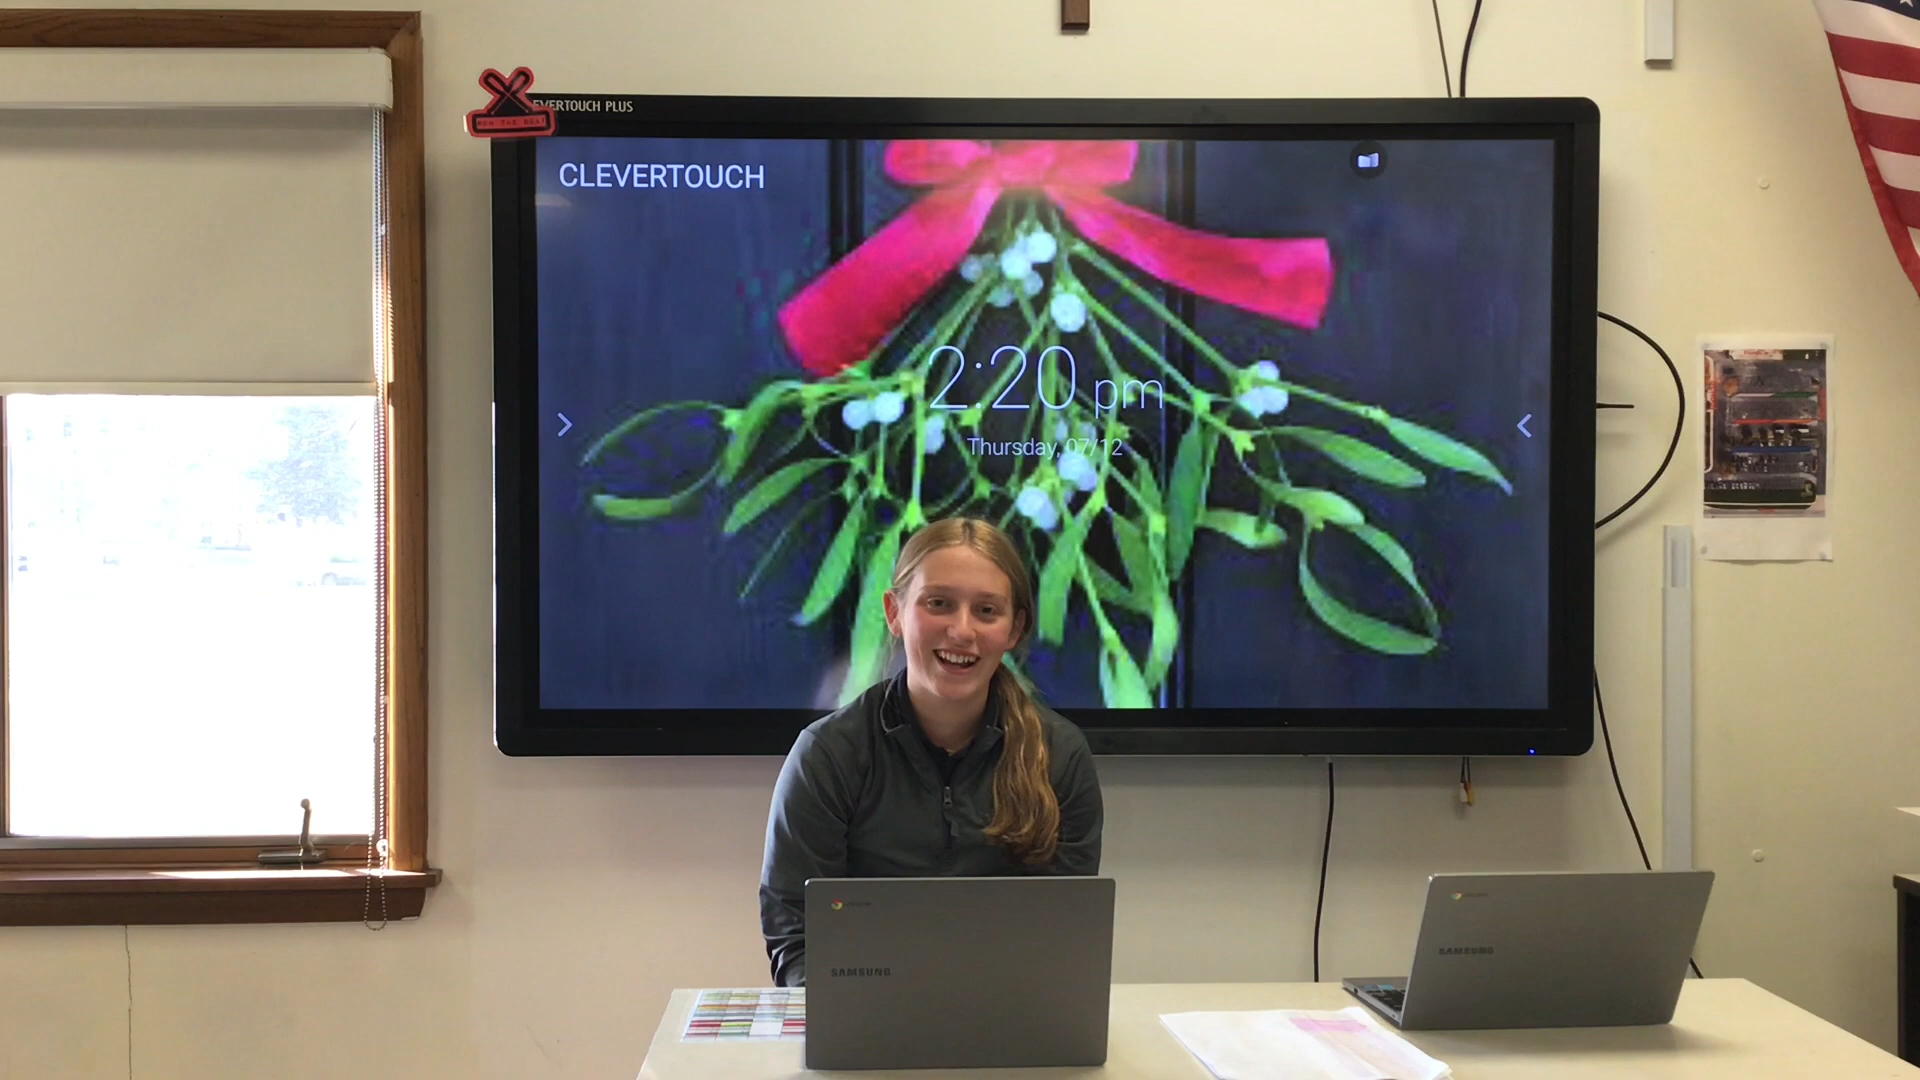 EVERTOUCH PLUS
CLEVERTOUCH
2:20 pm
Thursday, 07/12
SAMSUNG
SAMSUNG